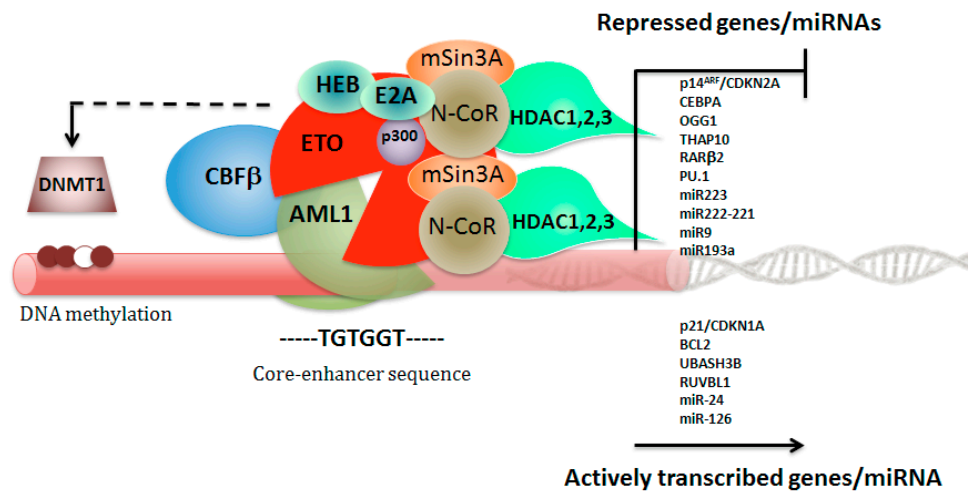 Repressed genes/miRNAs
mSin3A
HEB
E2A
N-CoR
HDAC1,2,3
p300
ETO
CBFβ
DNMT1
AML1
mSin3A
N-CoR
HDAC1,2,3
p14ARF/CDKN2A
CEBPA
OGG1
THAP10
RARβ2
PU.1
miR223
miR222-221
miR9
miR193a
DNA methylation
-----TGTGGT-----
Core-enhancer sequence
p21/CDKN1A
BCL2
UBASH3B
RUVBL1
miR-24
miR-126
Actively transcribed genes/miRNA